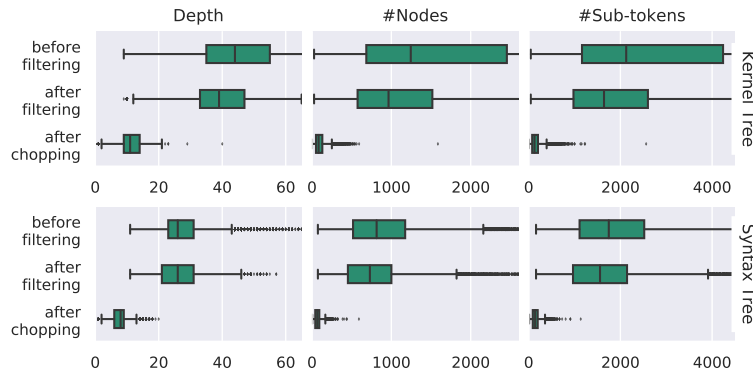 Depth #Nodes #Sub-tokens
before
filtering
after
filtering
after
chopping
Kernel Tree
0 20 40 60 0 1000 2000 0 2000 4000
before
filtering
after
filtering
after
chopping
Syntax Tree
0 20 40 60 0 1000 2000 0 2000 4000